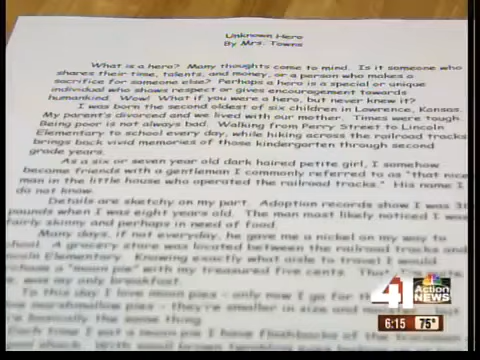 Unknown Hero
By Mrs. Towns
What is a hero? Many thoughts come to mind. Is it someone who
shares their time, talents, and money, or a person who makes a
sacrifice for someone else? Perhaps a hero is a special or unique
individual who shows respect or gives encouragement towards
humankind. Wow! What if you were a hero, but never knew it?
I was born the second oldest of six children in Lawrence, Kansas.
My parent's divorced and we lived with our mother. Times were tough.
Being poor is not always bad. Walking from Perry Street to Lincoln
Elementary to school every day, while hiking across the railroad tracks
brings back vivid memories of those kindergarten through second
grade years.
As a six or seven year old dark haired petite girl, I somehow
become friends with a gentleman I commonly referred to as "that nice
man in the little house who operated the railroad tracks." His name I
do not know.
Details are sketchy on my part. Adoption records show I was 38
pounds when I was eight years old. The man most likely noticed I was
fairly skinny and perhaps in need of food.
Many days, if not everyday, he gave me a nickel on my way to
school. A grocery store was located between the railroad tracks and
Lincoln Elementary. Knowing exactly what aisle to travel I would
a "moon pie" with my treasured five cents. That
was my only breakfast.
To this day I love moon pies - only now I go for the
marshmallow pies - they're smaller in size and
basically the same thing
Each time I eat a moon pie I have flashbacks of the
41 Action NEWS
6:15 75°